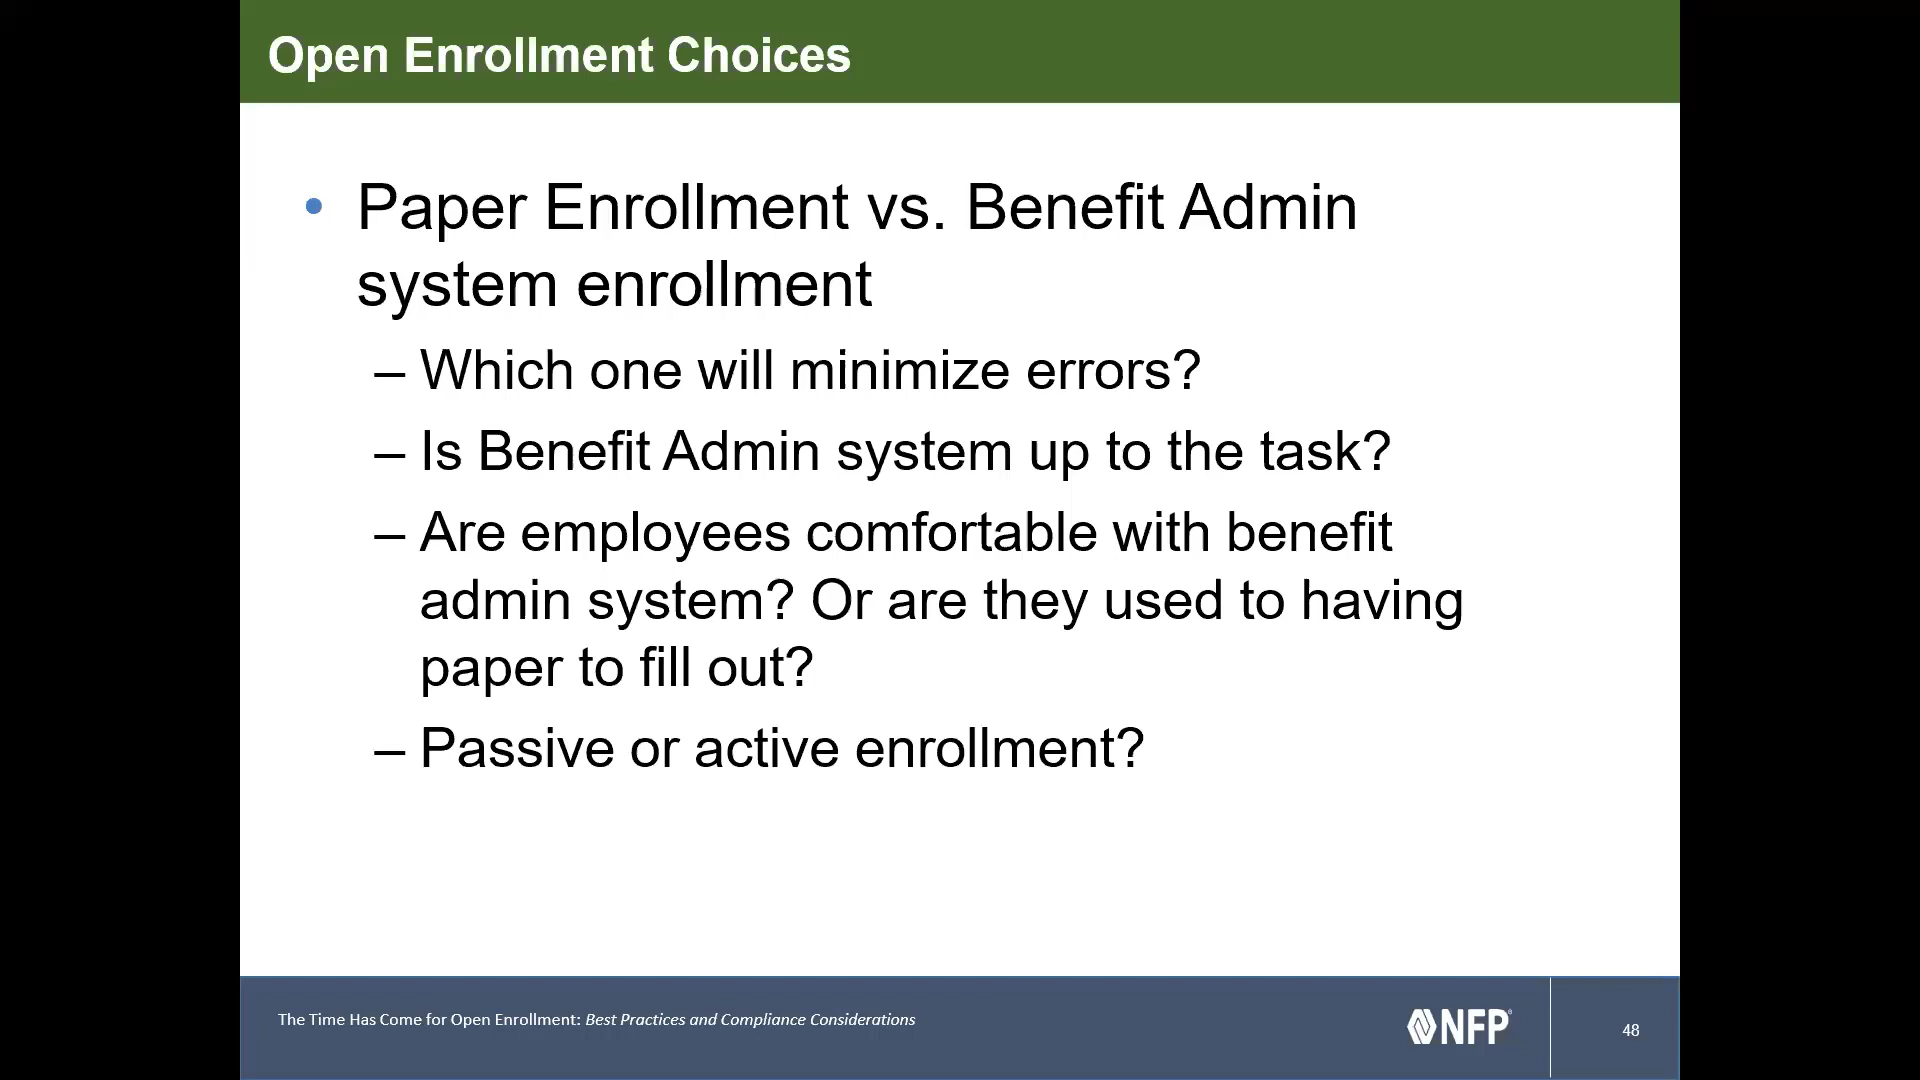 Open Enrollment Choices
• Paper Enrollment vs. Benefit Admin
system enrollment
– Which one will minimize errors?
– Is Benefit Admin system up to the task?
– Are employees comfortable with benefit
admin system? Or are they used to having
paper to fill out?
– Passive or active enrollment?
The Time Has Come for Open Enrollment: Best Practices and Compliance Considerations
NFP
48